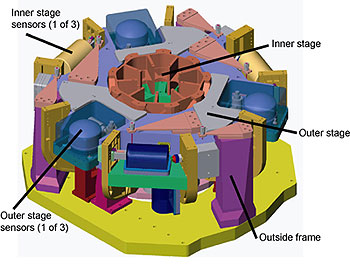 Inner stage
sensors (1 of 3)
Inner stage
Outer stage
Outer stage
sensors (1 of 3)
Outside frame